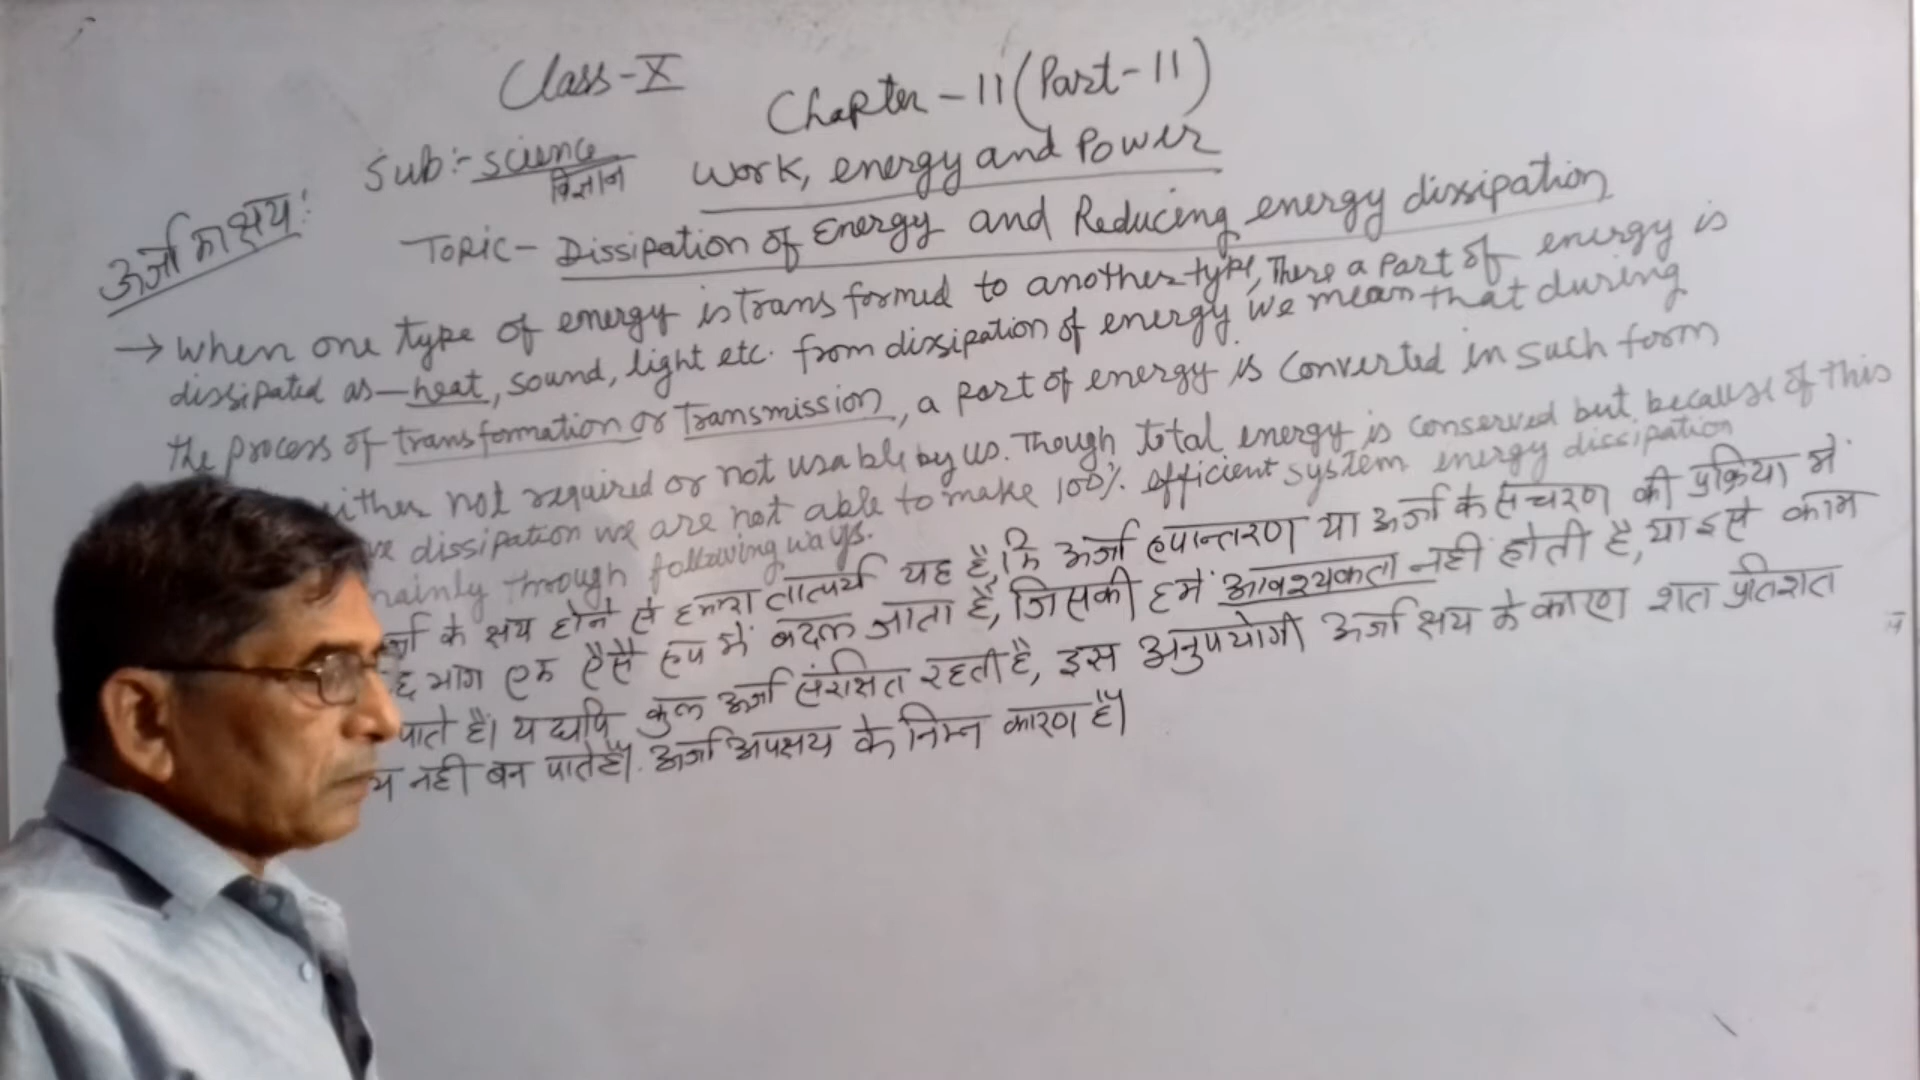 Class-X
Chapter - 11 (Part-11)
Sub:- science
विज्ञान
Work, energy and Power
ऊर्जा का क्षय:
Topic - Dissipation of Energy and Reducing energy dissipation
→ When one type of energy is transformed to another type, There a part of energy is
dissipated as — heat, sound, light etc. from dissipation of energy we mean that during
the process of transformation or Transmission, a part of energy is converted in such form
either not required or not usable by us. Though total energy is conserved but because of this
dissipation we are not able to make 100% efficient system energy dissipation
mainly through following ways.
के क्षय होने से हमारा तात्पर्य यह है, कि ऊर्जा रुपान्तरण या ऊर्जा के संचरण की प्रक्रिया में
भाग एक ऐसे रुप में बदल जाता है, जिसकी हमें आवश्यकता नही होती है, या इसे काम
पाते हैं। यद्यपि कुल ऊर्जा संरक्षित रहती है, इस अनुपयोगी ऊर्जा क्षय के कारण शत प्रतिशत
नही बन पाते हैं। ऊर्जा अपक्षय के निम्न कारण हैं।